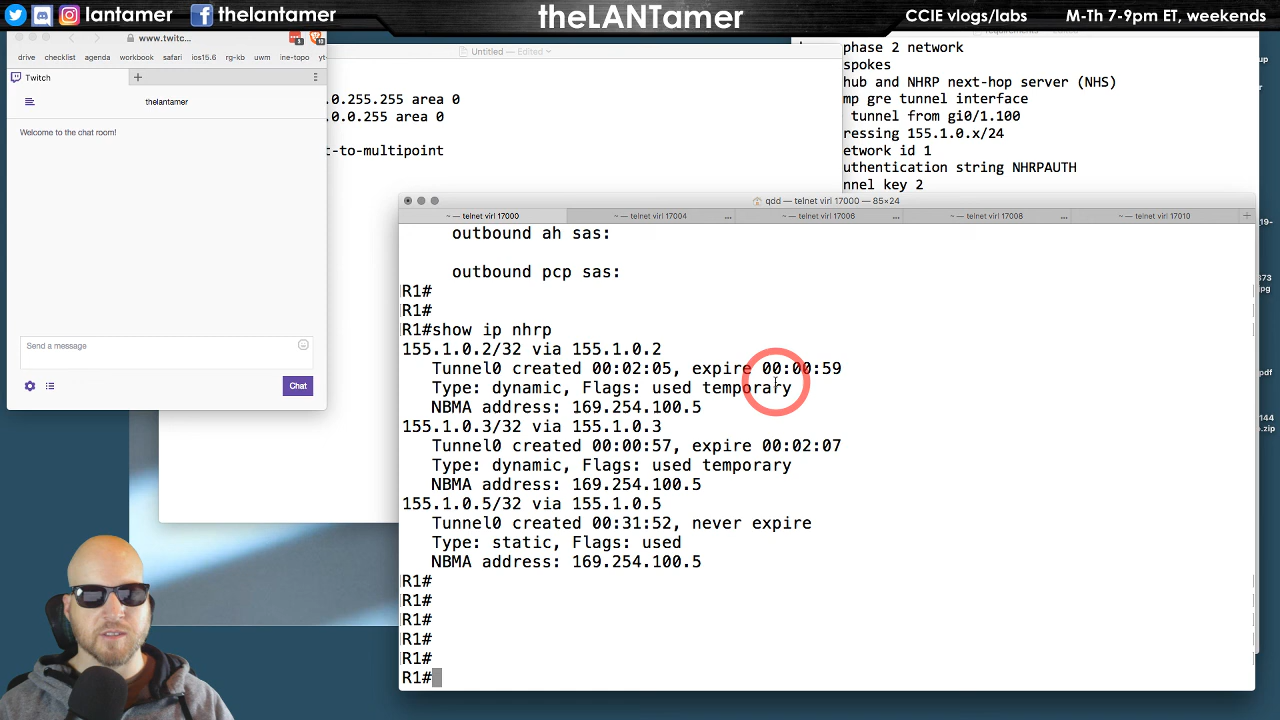 lantamer
thelantamer
theLANTamer
CCIE vlogs/labs
M-Th 7-9pm ET, weekends
www.twitc...
drive
checklist
agenda
workbook
safari
ios15.6
rg-kb
uwm
ine-topo
yt-
Twitch
thelantamer
Welcome to the chat room!
Send a message
Chat
Untitled — Edited
.0.255.255 area 0
.0.0.255 area 0
t-to-multipoint
phase 2 network
spokes
hub and NHRP next-hop server (NHS)
mp gre tunnel interface
tunnel from gi0/1.100
ressing 155.1.0.x/24
etwork id 1
uthentication string NHRPAUTH
nnel key 2
qdd — telnet virl 17000 — 85×24
~ — telnet virl 17000
~ — telnet virl 17004 ...
~ — telnet virl 17006 ...
~ — telnet virl 17008 ...
~ — telnet virl 17010
outbound ah sas:
outbound pcp sas:
R1#
R1#
R1#show ip nhrp
155.1.0.2/32 via 155.1.0.2
Tunnel0 created 00:02:05, expire 00:00:59
Type: dynamic, Flags: used temporary
NBMA address: 169.254.100.5
155.1.0.3/32 via 155.1.0.3
Tunnel0 created 00:00:57, expire 00:02:07
Type: dynamic, Flags: used temporary
NBMA address: 169.254.100.5
155.1.0.5/32 via 155.1.0.5
Tunnel0 created 00:31:52, never expire
Type: static, Flags: used
NBMA address: 169.254.100.5
R1#
R1#
R1#
R1#
R1#
R1#